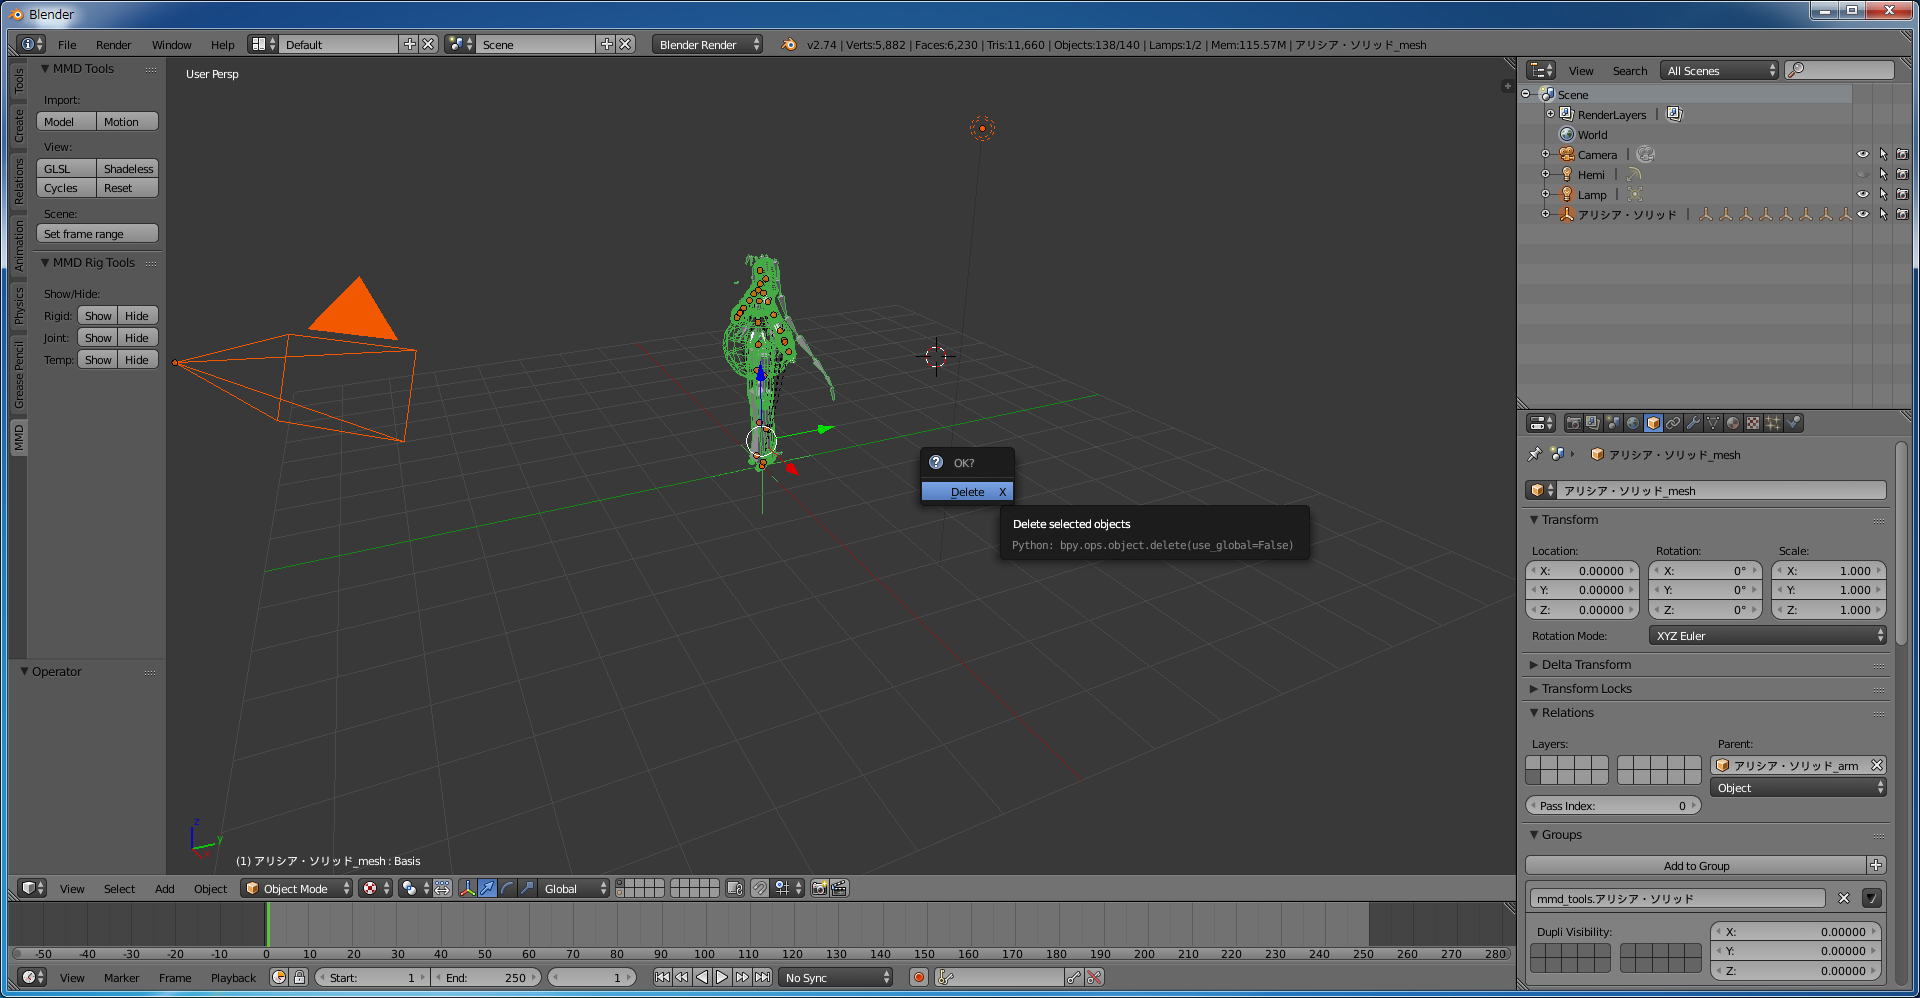 Blender
File Render Window Help Default Scene Blender Render v2.74 | Verts:5,882 | Faces:6,230 | Tris:11,660 | Objects:138/140 | Lamps:1/2 | Mem:115.57M | アリシア・ソリッド_mesh
Tools
Create
Relations
Animation
Physics
Grease Pencil
MMD
MMD Tools
Import:
Model Motion
View:
GLSL Shadeless
Cycles Reset
Scene:
Set frame range
MMD Rig Tools
Show/Hide:
Rigid: Show Hide
Joint: Show Hide
Temp: Show Hide
Operator
User Persp
OK?
Delete X
Delete selected objects
Python: bpy.ops.object.delete(use_global=False)
z
y
(1) アリシア・ソリッド_mesh : Basis
View Select Add Object Object Mode Global
-50 -40 -30 -20 -10 0 10 20 30 40 50 60 70 80 90 100 110 120 130 140 150 160 170 180 190 200 210 220 230 240 250 260 270 280
View Marker Frame Playback Start: 1 End: 250 1 No Sync
View Search All Scenes
Scene
RenderLayers |
World
Camera |
Hemi |
Lamp |
アリシア・ソリッド |
アリシア・ソリッド_mesh
アリシア・ソリッド_mesh
Transform
Location: Rotation: Scale:
X: 0.00000 X: 0° X: 1.000
Y: 0.00000 Y: 0° Y: 1.000
Z: 0.00000 Z: 0° Z: 1.000
Rotation Mode: XYZ Euler
Delta Transform
Transform Locks
Relations
Layers: Parent:
アリシア・ソリッド_arm
Object
Pass Index: 0
Groups
Add to Group
mmd_tools.アリシア・ソリッド
Dupli Visibility:
X: 0.00000
Y: 0.00000
Z: 0.00000